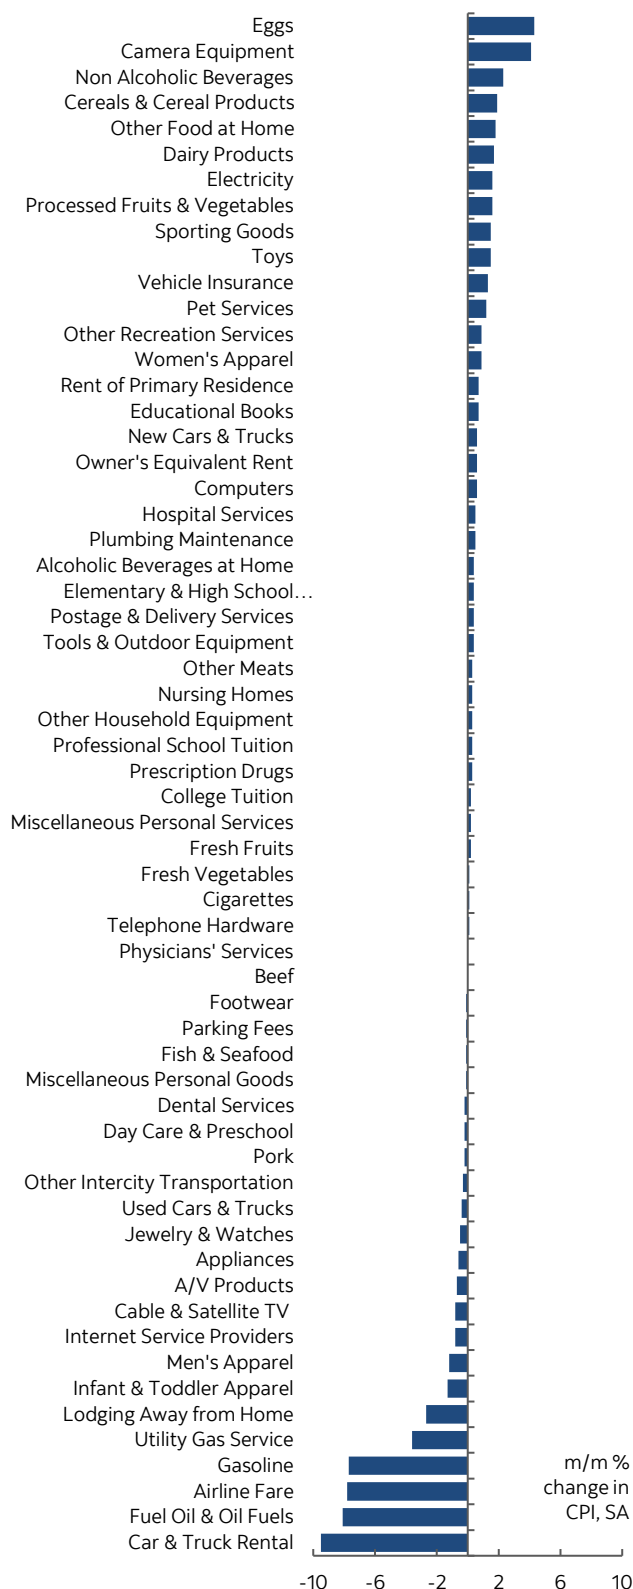 Eggs
Camera Equipment
Non Alcoholic Beverages
Cereals & Cereal Products
Other Food at Home
Dairy Products
Electricity
Processed Fruits & Vegetables
Sporting Goods
Toys
Vehicle Insurance
Pet Services
Other Recreation Services
Women's Apparel
Rent of Primary Residence
Educational Books
New Cars & Trucks
Owner's Equivalent Rent
Computers
Hospital Services
Plumbing Maintenance
Alcoholic Beverages at Home
Elementary & High School…
Postage & Delivery Services
Tools & Outdoor Equipment
Other Meats
Nursing Homes
Other Household Equipment
Professional School Tuition
Prescription Drugs
College Tuition
Miscellaneous Personal Services
Fresh Fruits
Fresh Vegetables
Cigarettes
Telephone Hardware
Physicians' Services
Beef
Footwear
Parking Fees
Fish & Seafood
Miscellaneous Personal Goods
Dental Services
Day Care & Preschool
Pork
Other Intercity Transportation
Used Cars & Trucks
Jewelry & Watches
Appliances
A/V Products
Cable & Satellite TV
Internet Service Providers
Men's Apparel
Infant & Toddler Apparel
Lodging Away from Home
Utility Gas Service
Gasoline
Airline Fare
Fuel Oil & Oil Fuels
Car & Truck Rental
m/m %
change in
CPI, SA
-10 -6 -2 2 6 10